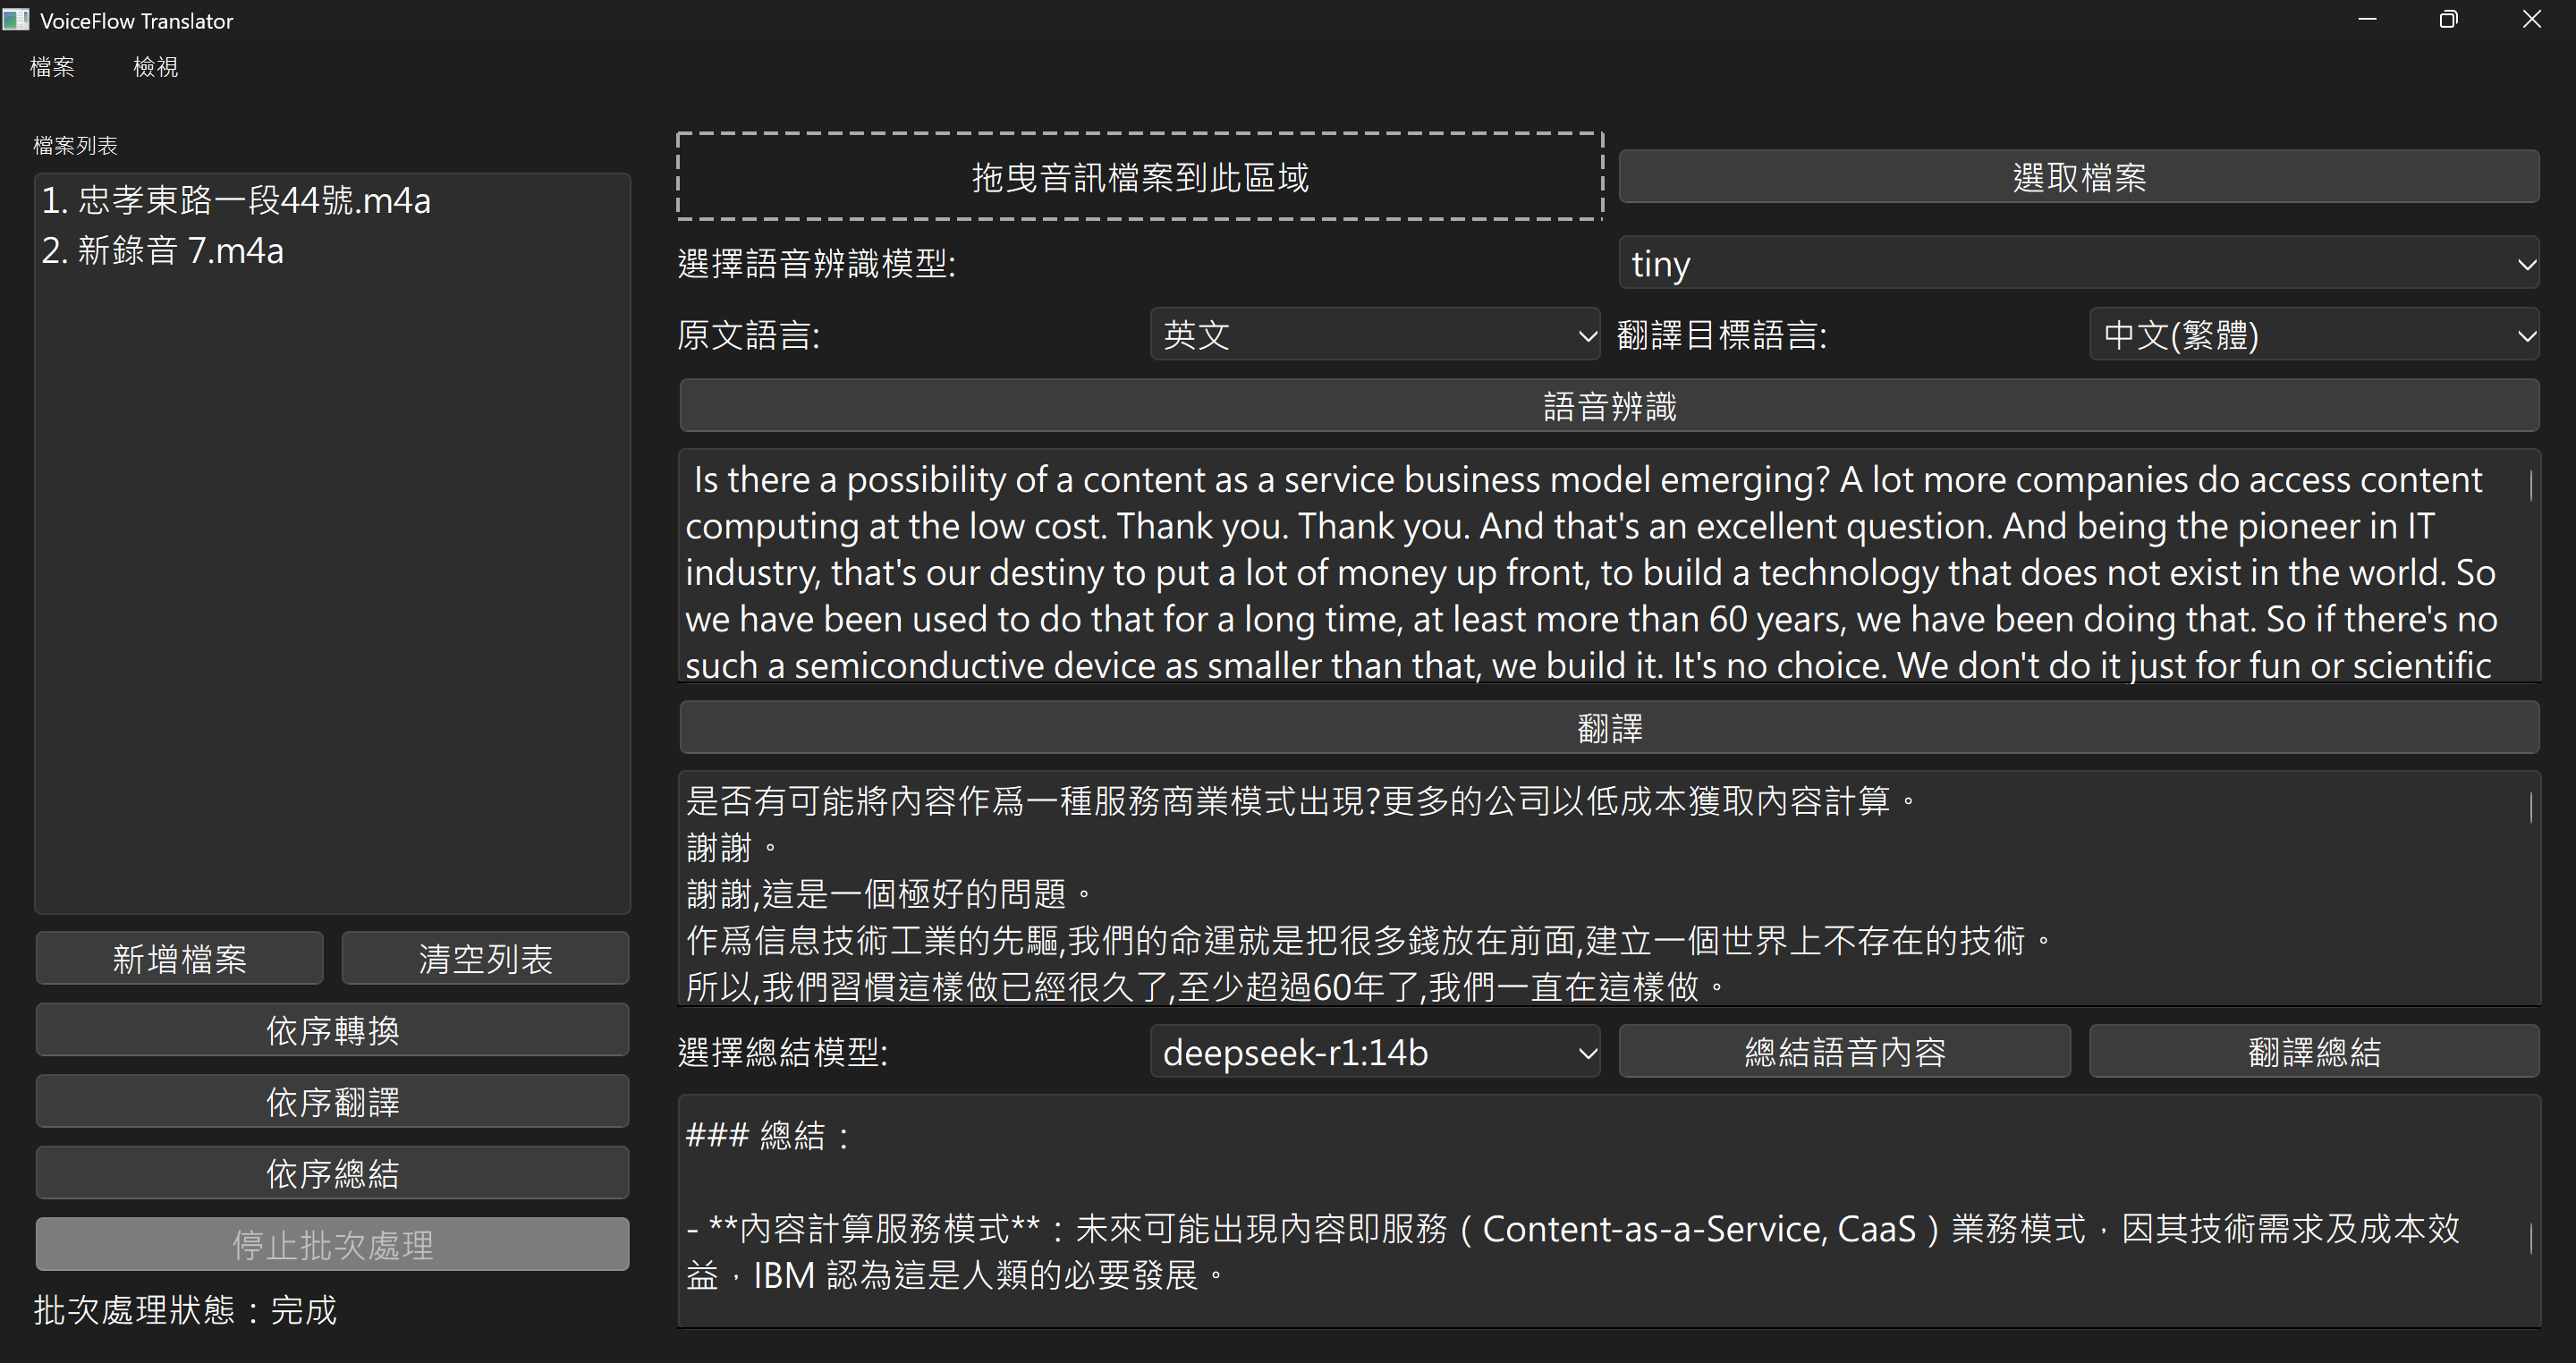 VoiceFlow Translator
檔案 檢視
檔案列表
1. 忠孝東路一段44號.m4a
2. 新錄音 7.m4a
新增檔案 清空列表
依序轉換
依序翻譯
依序總結
停止批次處理
批次處理狀態：完成
拖曳音訊檔案到此區域 選取檔案
選擇語音辨識模型: tiny
原文語言: 英文 翻譯目標語言: 中文(繁體)
語音辨識
Is there a possibility of a content as a service business model emerging? A lot more companies do access content
computing at the low cost. Thank you. Thank you. And that's an excellent question. And being the pioneer in IT
industry, that's our destiny to put a lot of money up front, to build a technology that does not exist in the world. So
we have been used to do that for a long time, at least more than 60 years, we have been doing that. So if there's no
such a semiconductive device as smaller than that, we build it. It's no choice. We don't do it just for fun or scientific
翻譯
是否有可能將內容作爲一種服務商業模式出現?更多的公司以低成本獲取內容計算。
謝謝。
謝謝,這是一個極好的問題。
作爲信息技術工業的先驅,我們的命運就是把很多錢放在前面,建立一個世界上不存在的技術。
所以,我們習慣這樣做已經很久了,至少超過60年了,我們一直在這樣做。
選擇總結模型: deepseek-r1:14b 總結語音內容 翻譯總結
### 總結：
- **內容計算服務模式**：未來可能出現內容即服務（Content-as-a-Service, CaaS）業務模式，因其技術需求及成本效
益，IBM 認為這是人類的必要發展。